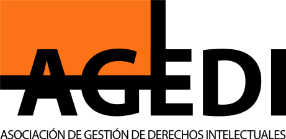 AGEDI
ASOCIACIÓN DE GESTIÓN DE DERECHOS INTELECTUALES